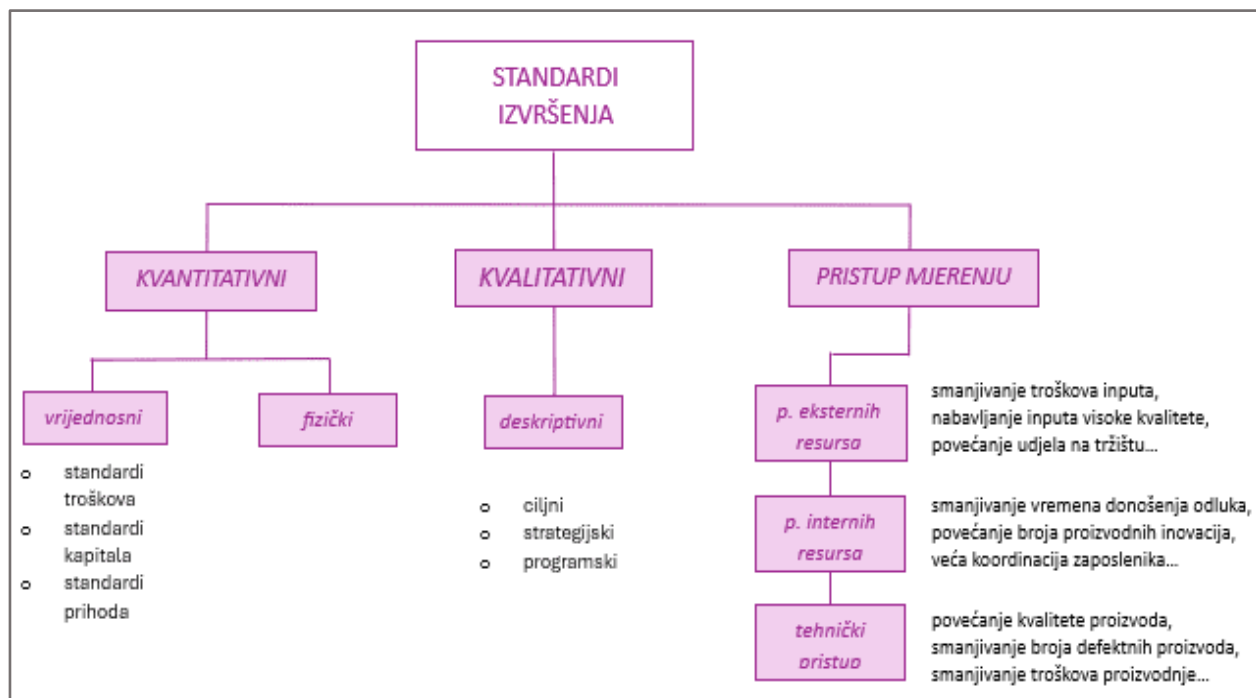 STANDARDI
IZVRŠENJA
KVANTITATIVNI
KVALITATIVNI
PRISTUP MJERENJU
vrijednosni
fizički
deskriptivni
standardi
troškova
standardi
kapitala
standardi
prihoda
ciljni
strategijski
programski
p. eksternih
resursa
smanjivanje troškova inputa,
nabavljanje inputa visoke kvalitete,
povećanje udjela na tržištu...
p. internih
resursa
smanjivanje vremena donošenja odluka,
povećanje broja proizvodnih inovacija,
veća koordinacija zaposlenika...
tehnički
pristup
povećanje kvalitete proizvoda,
smanjivanje broja defektnih proizvoda,
smanjivanje troškova proizvodnje...